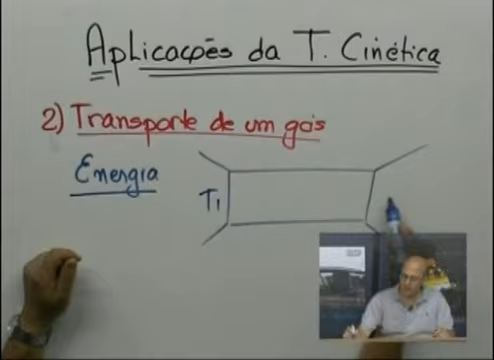 Aplicações da T. Cinética
2) Transporte de um gás
Energia
T1